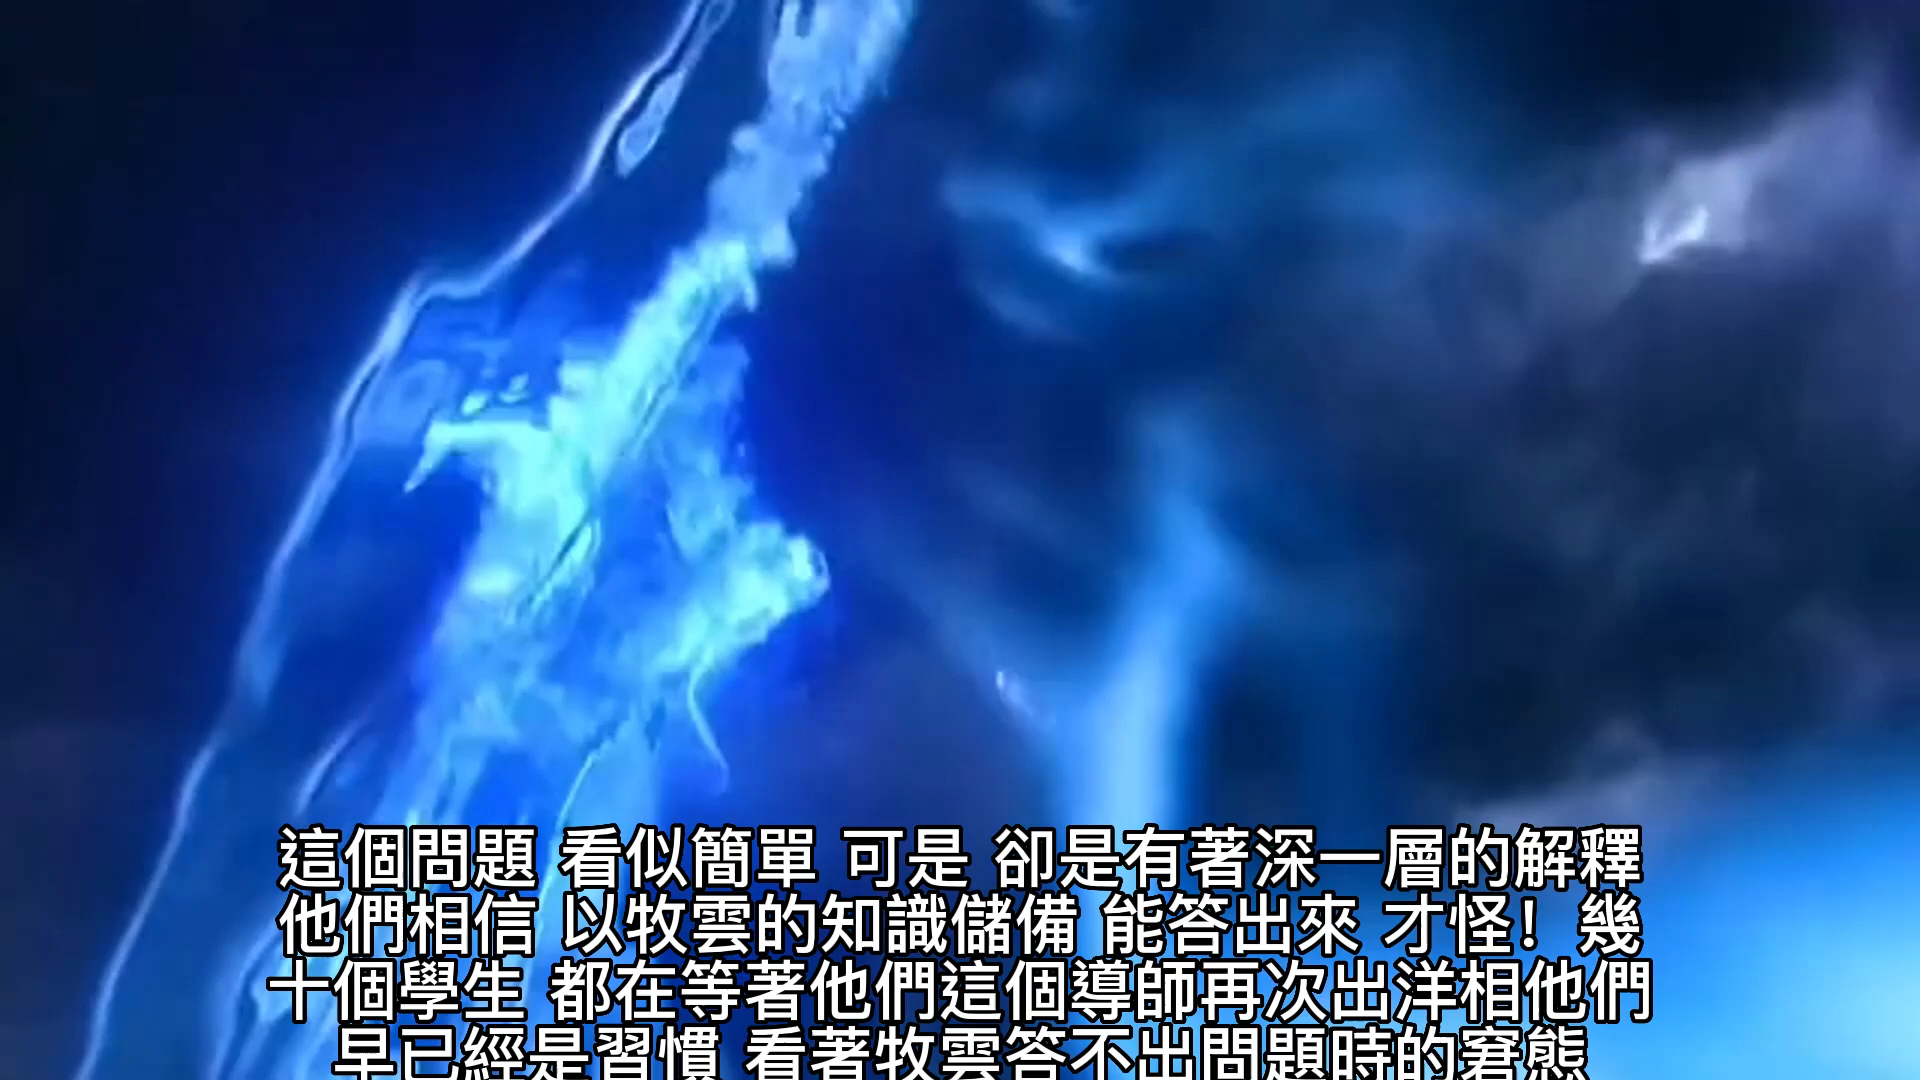 這個問題 看似簡單 可是 卻是有著深一層的解釋
他們相信 以牧雲的知識儲備 能答出來 才怪！幾
十個學生 都在等著他們這個導師再次出洋相他們
早已經是習慣 看著牧雲答不出問題時的窘態